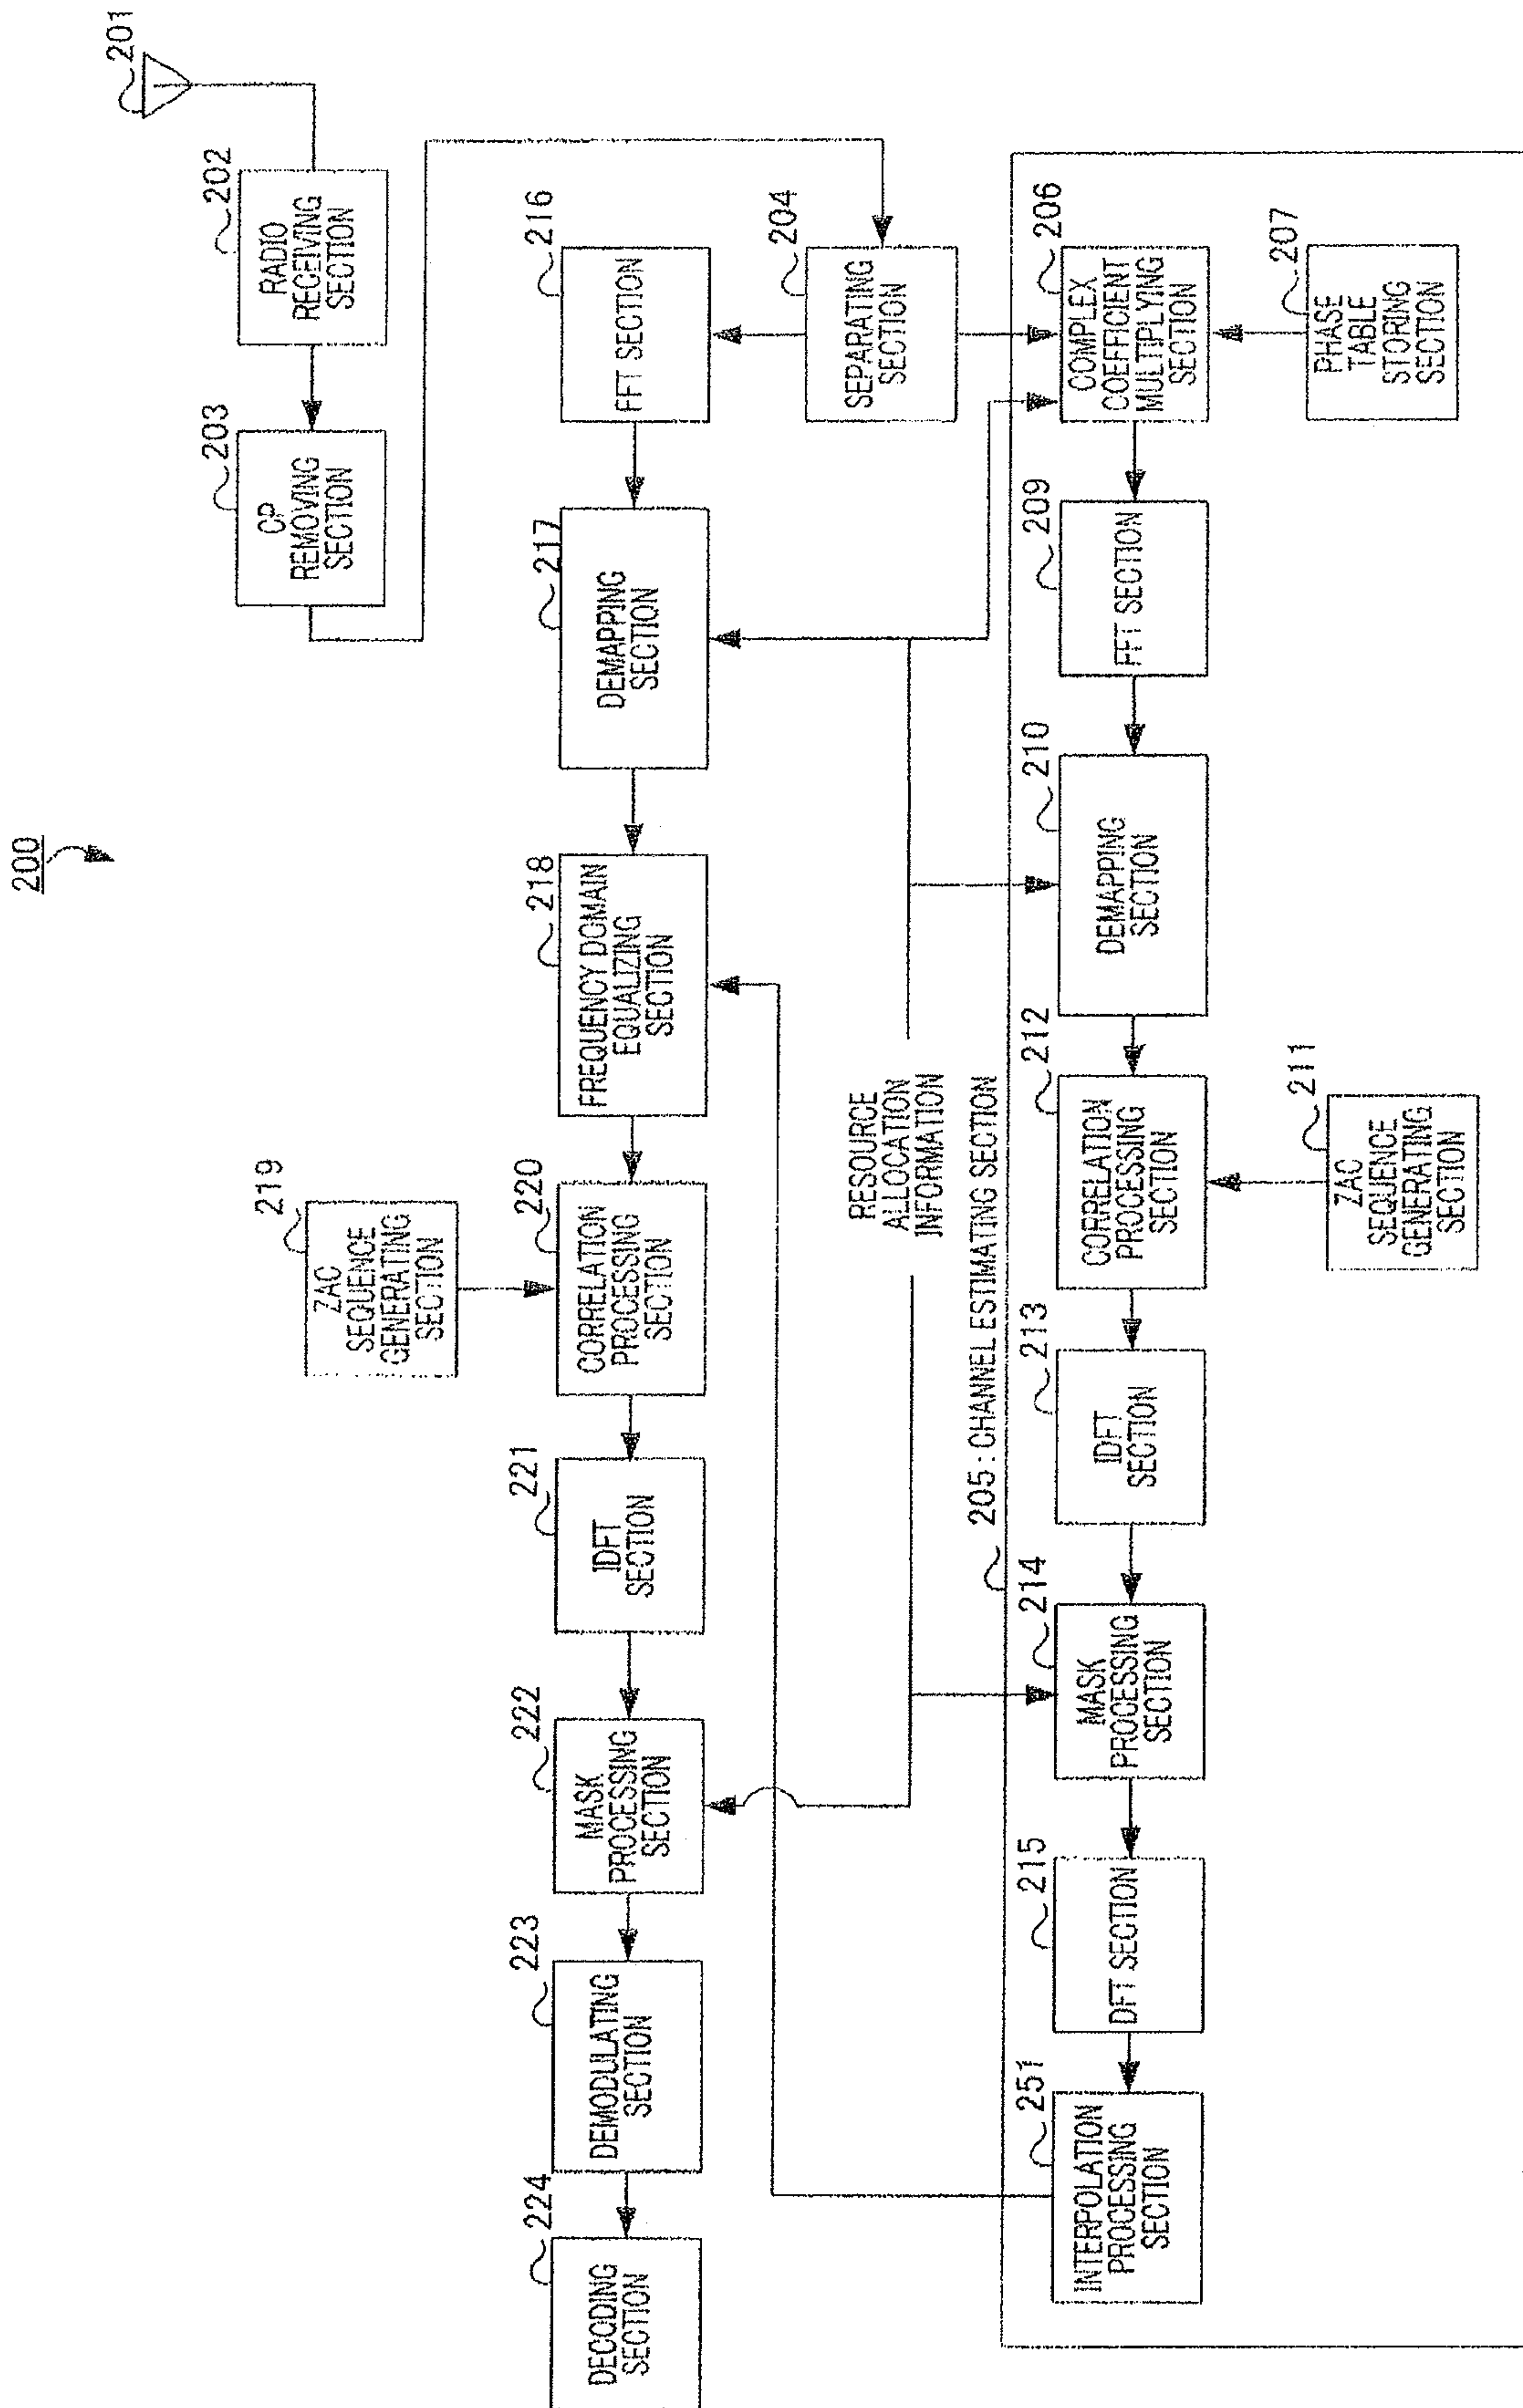 200
201
202
RADIO
RECEIVING
SECTION
203
CP
REMOVING
SECTION
216
FFT SECTION
204
SEPARATING
SECTION
206
COMPLEX
COEFFICIENT
MULTIPLYING
SECTION
207
PHASE
TABLE
STORING
SECTION
217
DEMAPPING
SECTION
209
FFT SECTION
218
FREQUENCY DOMAIN
EQUALIZING
SECTION
210
DEMAPPING
SECTION
219
ZAC
SEQUENCE
GENERATING
SECTION
220
CORRELATION
PROCESSING
SECTION
RESOURCE
ALLOCATION
INFORMATION
205 : CHANNEL ESTIMATING SECTION
212
CORRELATION
PROCESSING
SECTION
211
ZAC
SEQUENCE
GENERATING
SECTION
221
IDFT
SECTION
213
IDFT
SECTION
222
MASK
PROCESSING
SECTION
214
MASK
PROCESSING
SECTION
223
DEMODULATING
SECTION
215
DFT SECTION
224
DECODING
SECTION
251
INTERPOLATION
PROCESSING
SECTION